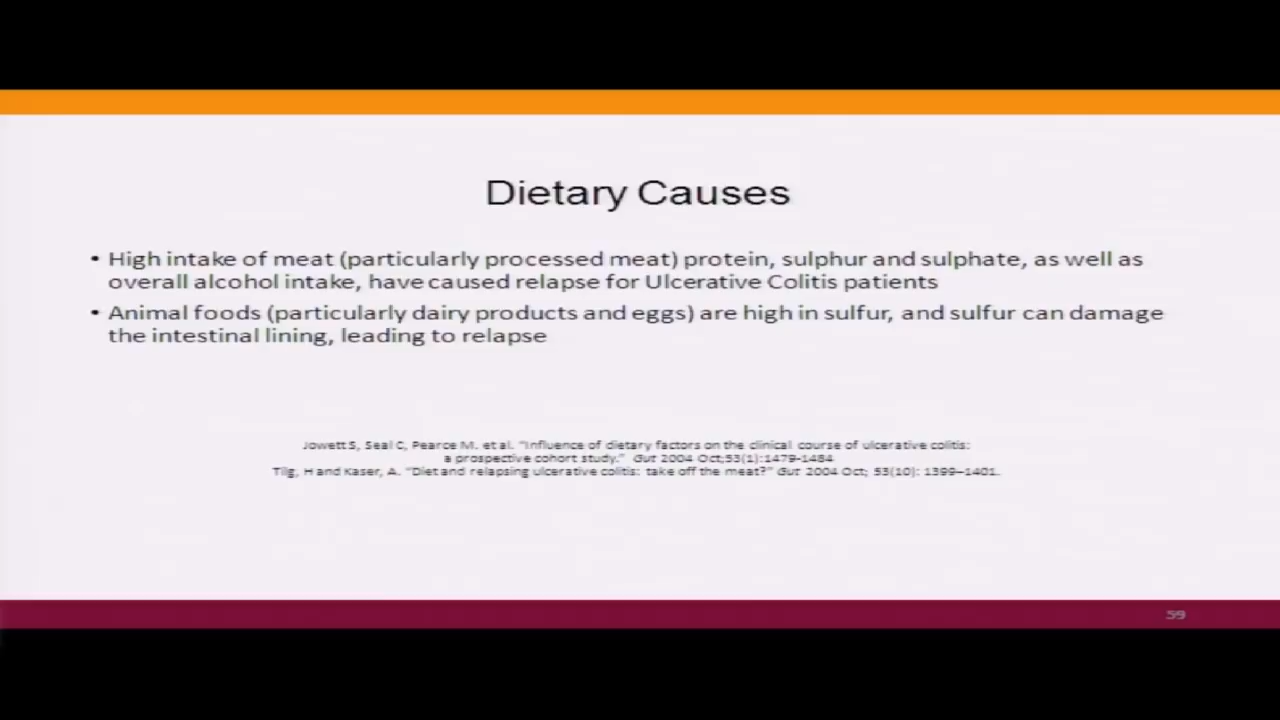 Dietary Causes
• High intake of meat (particularly processed meat) protein, sulphur and sulphate, as well as
overall alcohol intake, have caused relapse for Ulcerative Colitis patients
• Animal foods (particularly dairy products and eggs) are high in sulfur, and sulfur can damage
the intestinal lining, leading to relapse
Jowett S, Seal C, Pearce M. et al. "Influence of dietary factors on the clinical course of ulcerative colitis:
a prospective cohort study." Gut 2004 Oct;53(1):1479-1484
Tilg, H and Kaser, A. "Diet and relapsing ulcerative colitis: take off the meat?" Gut 2004 Oct; 53(10): 1399–1401.
59